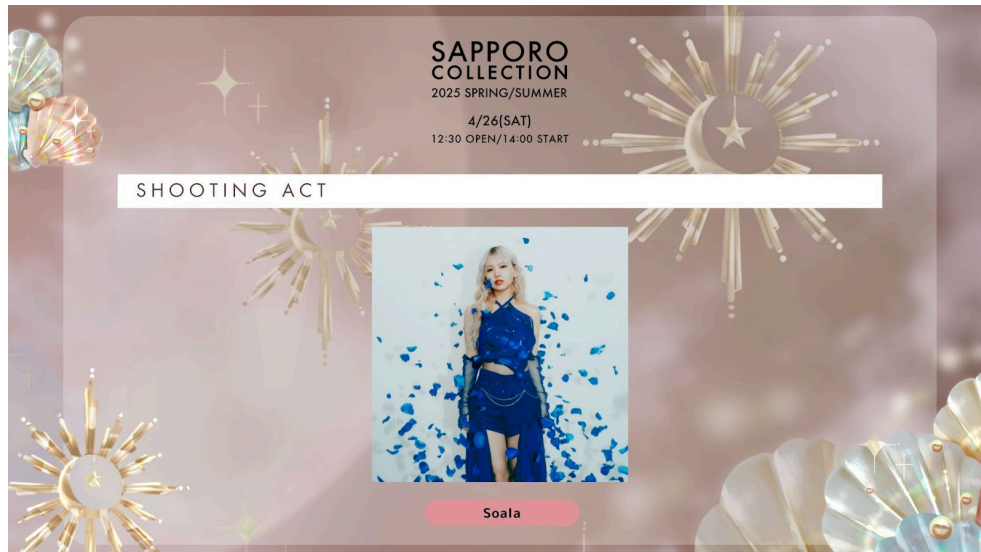 SAPPORO
COLLECTION
2025 SPRING/SUMMER
4/26(SAT)
12:30 OPEN/14:00 START
SHOOTING ACT
Soala